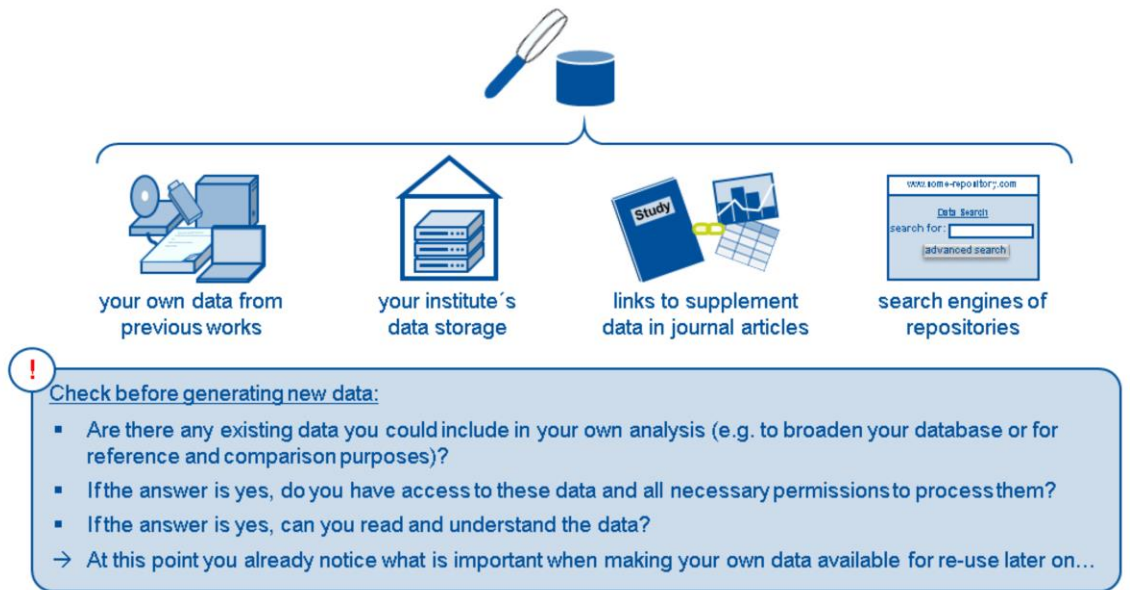 Study
www.some-repository.com
Data Search
search for:
advanced search
your own data from
previous works
your institute´s
data storage
links to supplement
data in journal articles
search engines of
repositories
!
Check before generating new data:
▪ Are there any existing data you could include in your own analysis (e.g. to broaden your database or for
reference and comparison purposes)?
▪ If the answer is yes, do you have access to these data and all necessary permissions to process them?
▪ If the answer is yes, can you read and understand the data?
→ At this point you already notice what is important when making your own data available for re-use later on…